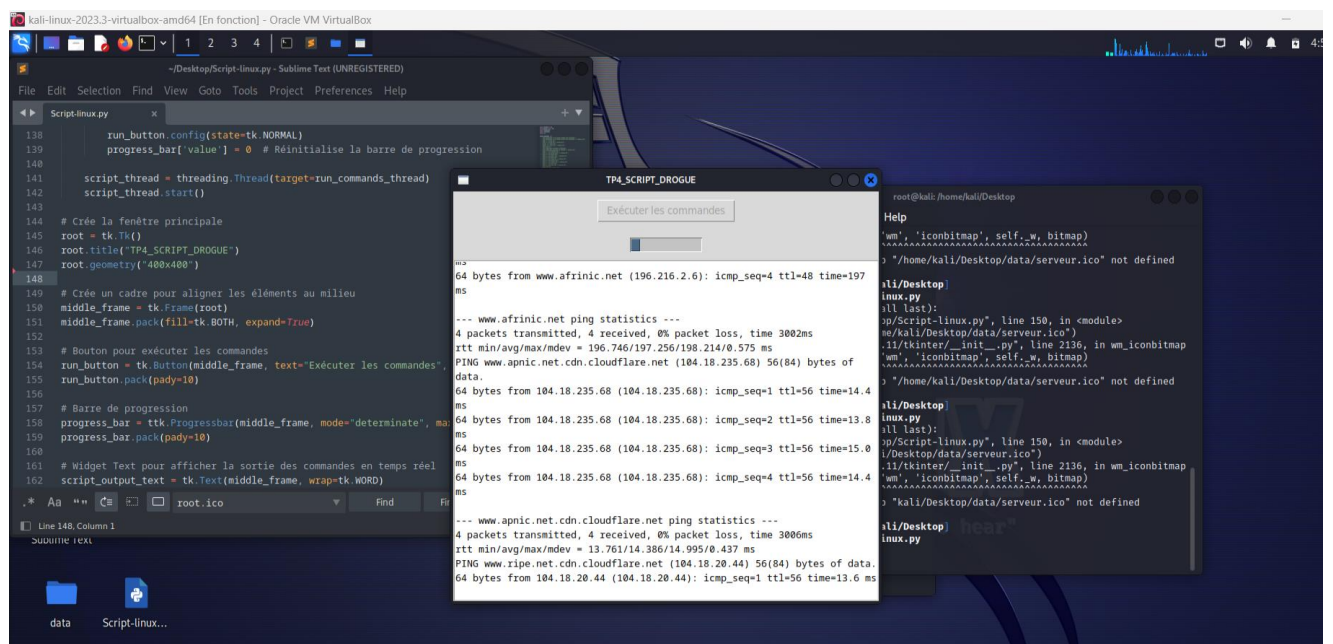 kali-linux-2023.3-virtualbox-amd64 [En fonction] - Oracle VM VirtualBox
1 2 3 4
~/Desktop/Script-linux.py - Sublime Text (UNREGISTERED)
File Edit Selection Find View Goto Tools Project Preferences Help
Script-linux.py
138 run_button.config(state=tk.NORMAL)
139 progress_bar['value'] = 0 # Réinitialise la barre de progression
140
141 script_thread = threading.Thread(target=run_commands_thread)
142 script_thread.start()
143
144 # Crée la fenêtre principale
145 root = tk.Tk()
146 root.title("TP4_SCRIPT_DROGUE")
147 root.geometry("400x400")
148
149 # Crée un cadre pour aligner les éléments au milieu
150 middle_frame = tk.Frame(root)
151 middle_frame.pack(fill=tk.BOTH, expand=True)
152
153 # Bouton pour exécuter les commandes
154 run_button = tk.Button(middle_frame, text="Exécuter les commandes",
155 run_button.pack(pady=10)
156
157 # Barre de progression
158 progress_bar = ttk.Progressbar(middle_frame, mode="determinate",
159 progress_bar.pack(pady=10)
160
161 # Widget Text pour afficher la sortie des commandes en temps réel
162 script_output_text = tk.Text(middle_frame, wrap=tk.WORD)
.* Aa root.ico Find
Line 148, Column 1
TP4_SCRIPT_DROGUE
Exécuter les commandes
ms
64 bytes from www.afrinic.net (196.216.2.6): icmp_seq=4 ttl=48 time=197
ms
--- www.afrinic.net ping statistics ---
4 packets transmitted, 4 received, 0% packet loss, time 3002ms
rtt min/avg/max/mdev = 196.746/197.256/198.214/0.575 ms
PING www.apnic.net.cdn.cloudflare.net (104.18.235.68) 56(84) bytes of
data.
64 bytes from 104.18.235.68 (104.18.235.68): icmp_seq=1 ttl=56 time=14.4
ms
64 bytes from 104.18.235.68 (104.18.235.68): icmp_seq=2 ttl=56 time=13.8
ms
64 bytes from 104.18.235.68 (104.18.235.68): icmp_seq=3 ttl=56 time=15.0
ms
64 bytes from 104.18.235.68 (104.18.235.68): icmp_seq=4 ttl=56 time=14.4
ms
--- www.apnic.net.cdn.cloudflare.net ping statistics ---
4 packets transmitted, 4 received, 0% packet loss, time 3006ms
rtt min/avg/max/mdev = 13.761/14.386/14.995/0.437 ms
PING www.ripe.net.cdn.cloudflare.net (104.18.20.44) 56(84) bytes of data.
64 bytes from 104.18.20.44 (104.18.20.44): icmp_seq=1 ttl=56 time=13.6 ms
root@kali: /home/kali/Desktop
Help
'wm', 'iconbitmap', self._w, bitmap)
^^^^^^^^^^^^^^^^^^^^^^^^^^^^^^^^^^^^
"/home/kali/Desktop/data/serveur.ico" not defined
ali/Desktop]
inux.py
all last):
op/Script-linux.py", line 150, in <module>
me/kali/Desktop/data/serveur.ico")
.11/tkinter/__init__.py", line 2136, in wm_iconbitmap
'wm', 'iconbitmap', self._w, bitmap)
^^^^^^^^^^^^^^^^^^^^^^^^^^^^^^^^^^^^
"/home/kali/Desktop/data/serveur.ico" not defined
ali/Desktop]
inux.py
all last):
op/Script-linux.py", line 150, in <module>
i/Desktop/data/serveur.ico")
.11/tkinter/__init__.py", line 2136, in wm_iconbitmap
'wm', 'iconbitmap', self._w, bitmap)
^^^^^^^^^^^^^^^^^^^^^^^^^^^^^^^^^^^^
"kali/Desktop/data/serveur.ico" not defined
ali/Desktop]
inux.py
hear"
Sublime Text
data
Script-linux...